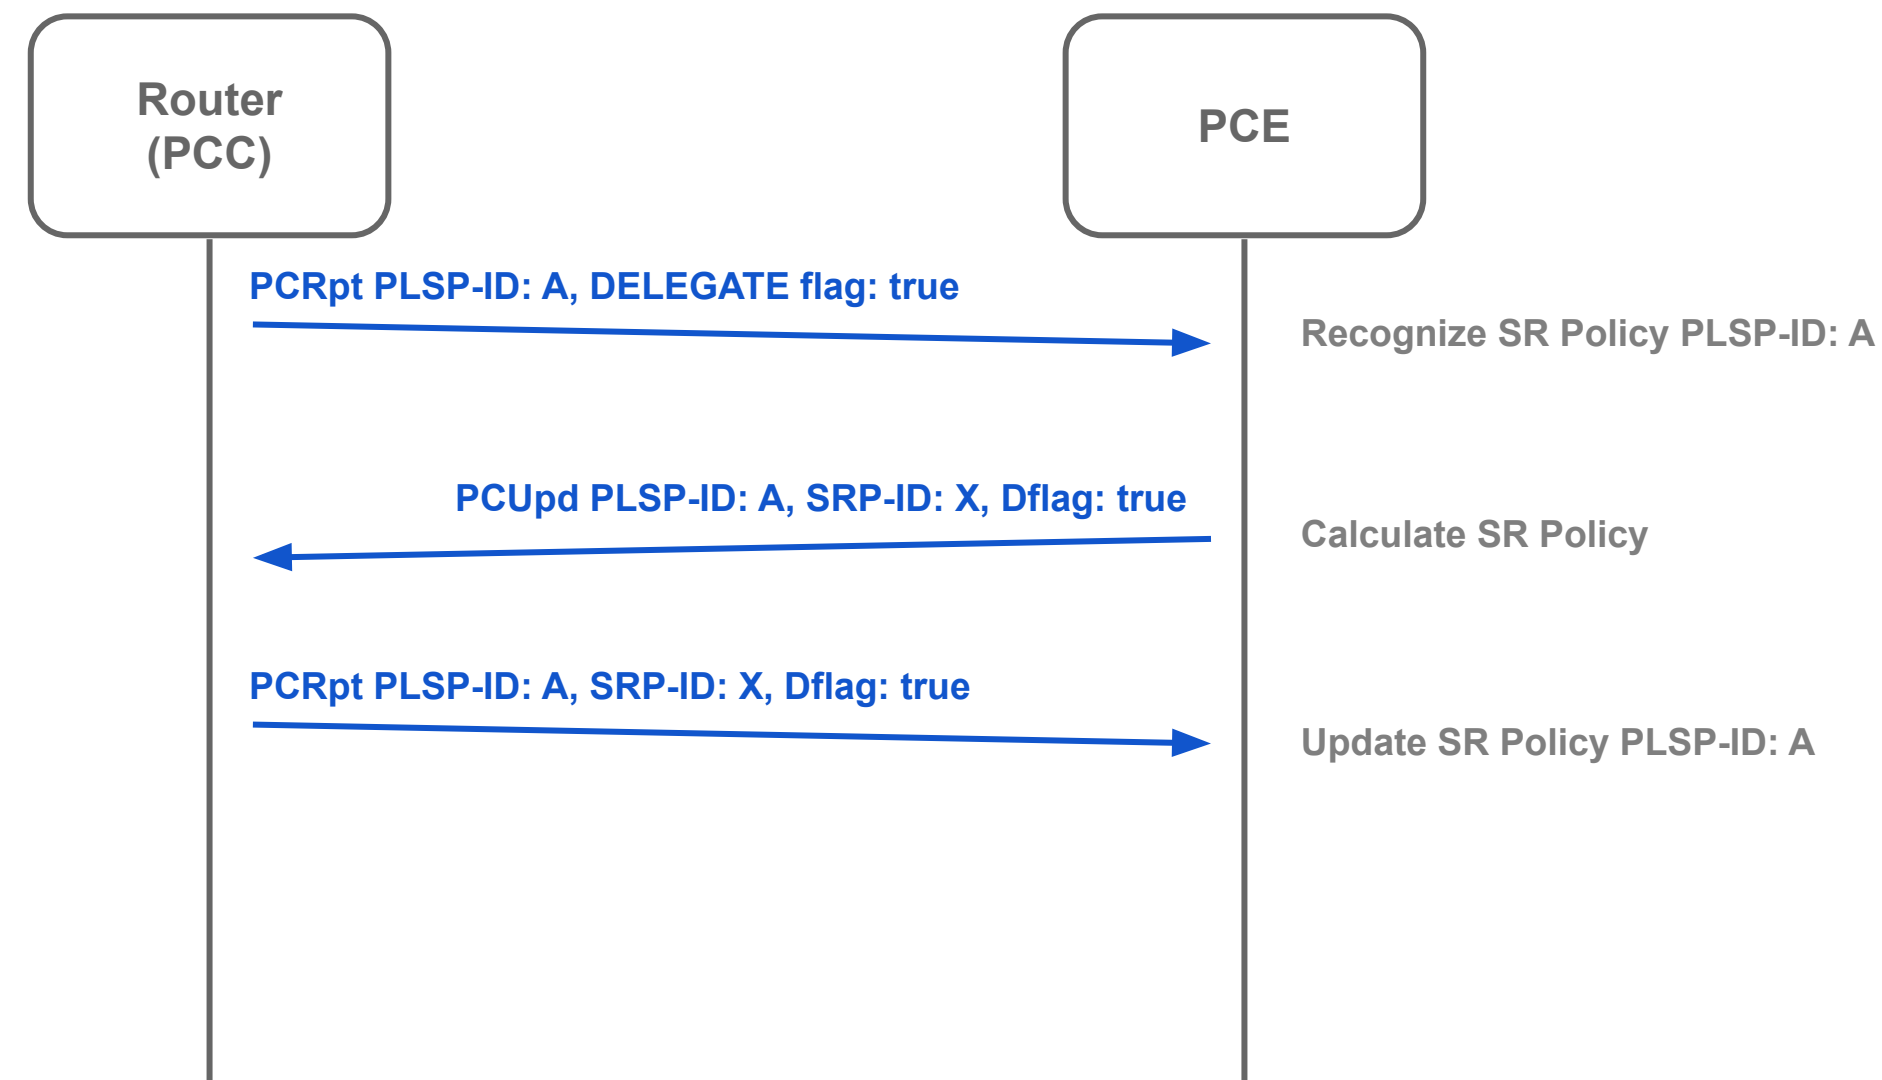 Router
(PCC)
PCE
PCRpt PLSP-ID: A, DELEGATE flag: true
Recognize SR Policy PLSP-ID: A
PCUpd PLSP-ID: A, SRP-ID: X, Dflag: true
Calculate SR Policy
PCRpt PLSP-ID: A, SRP-ID: X, Dflag: true
Update SR Policy PLSP-ID: A